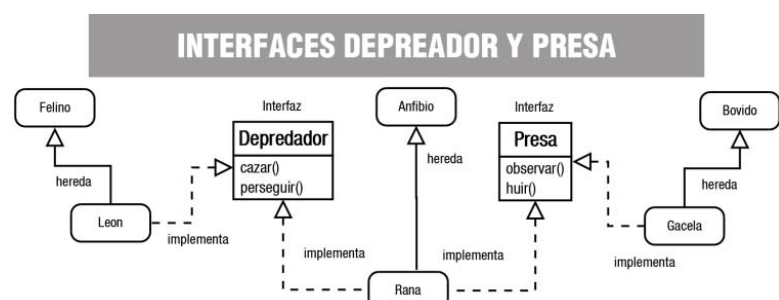 INTERFACES DEPREADOR Y PRESA
Felino
Interfaz
Anfibio
Interfaz
Bovido
Depredador
Presa
cazar()
perseguir()
observar()
huir()
hereda
hereda
hereda
Leon
Gacela
implementa
implementa
implementa
implementa
Rana